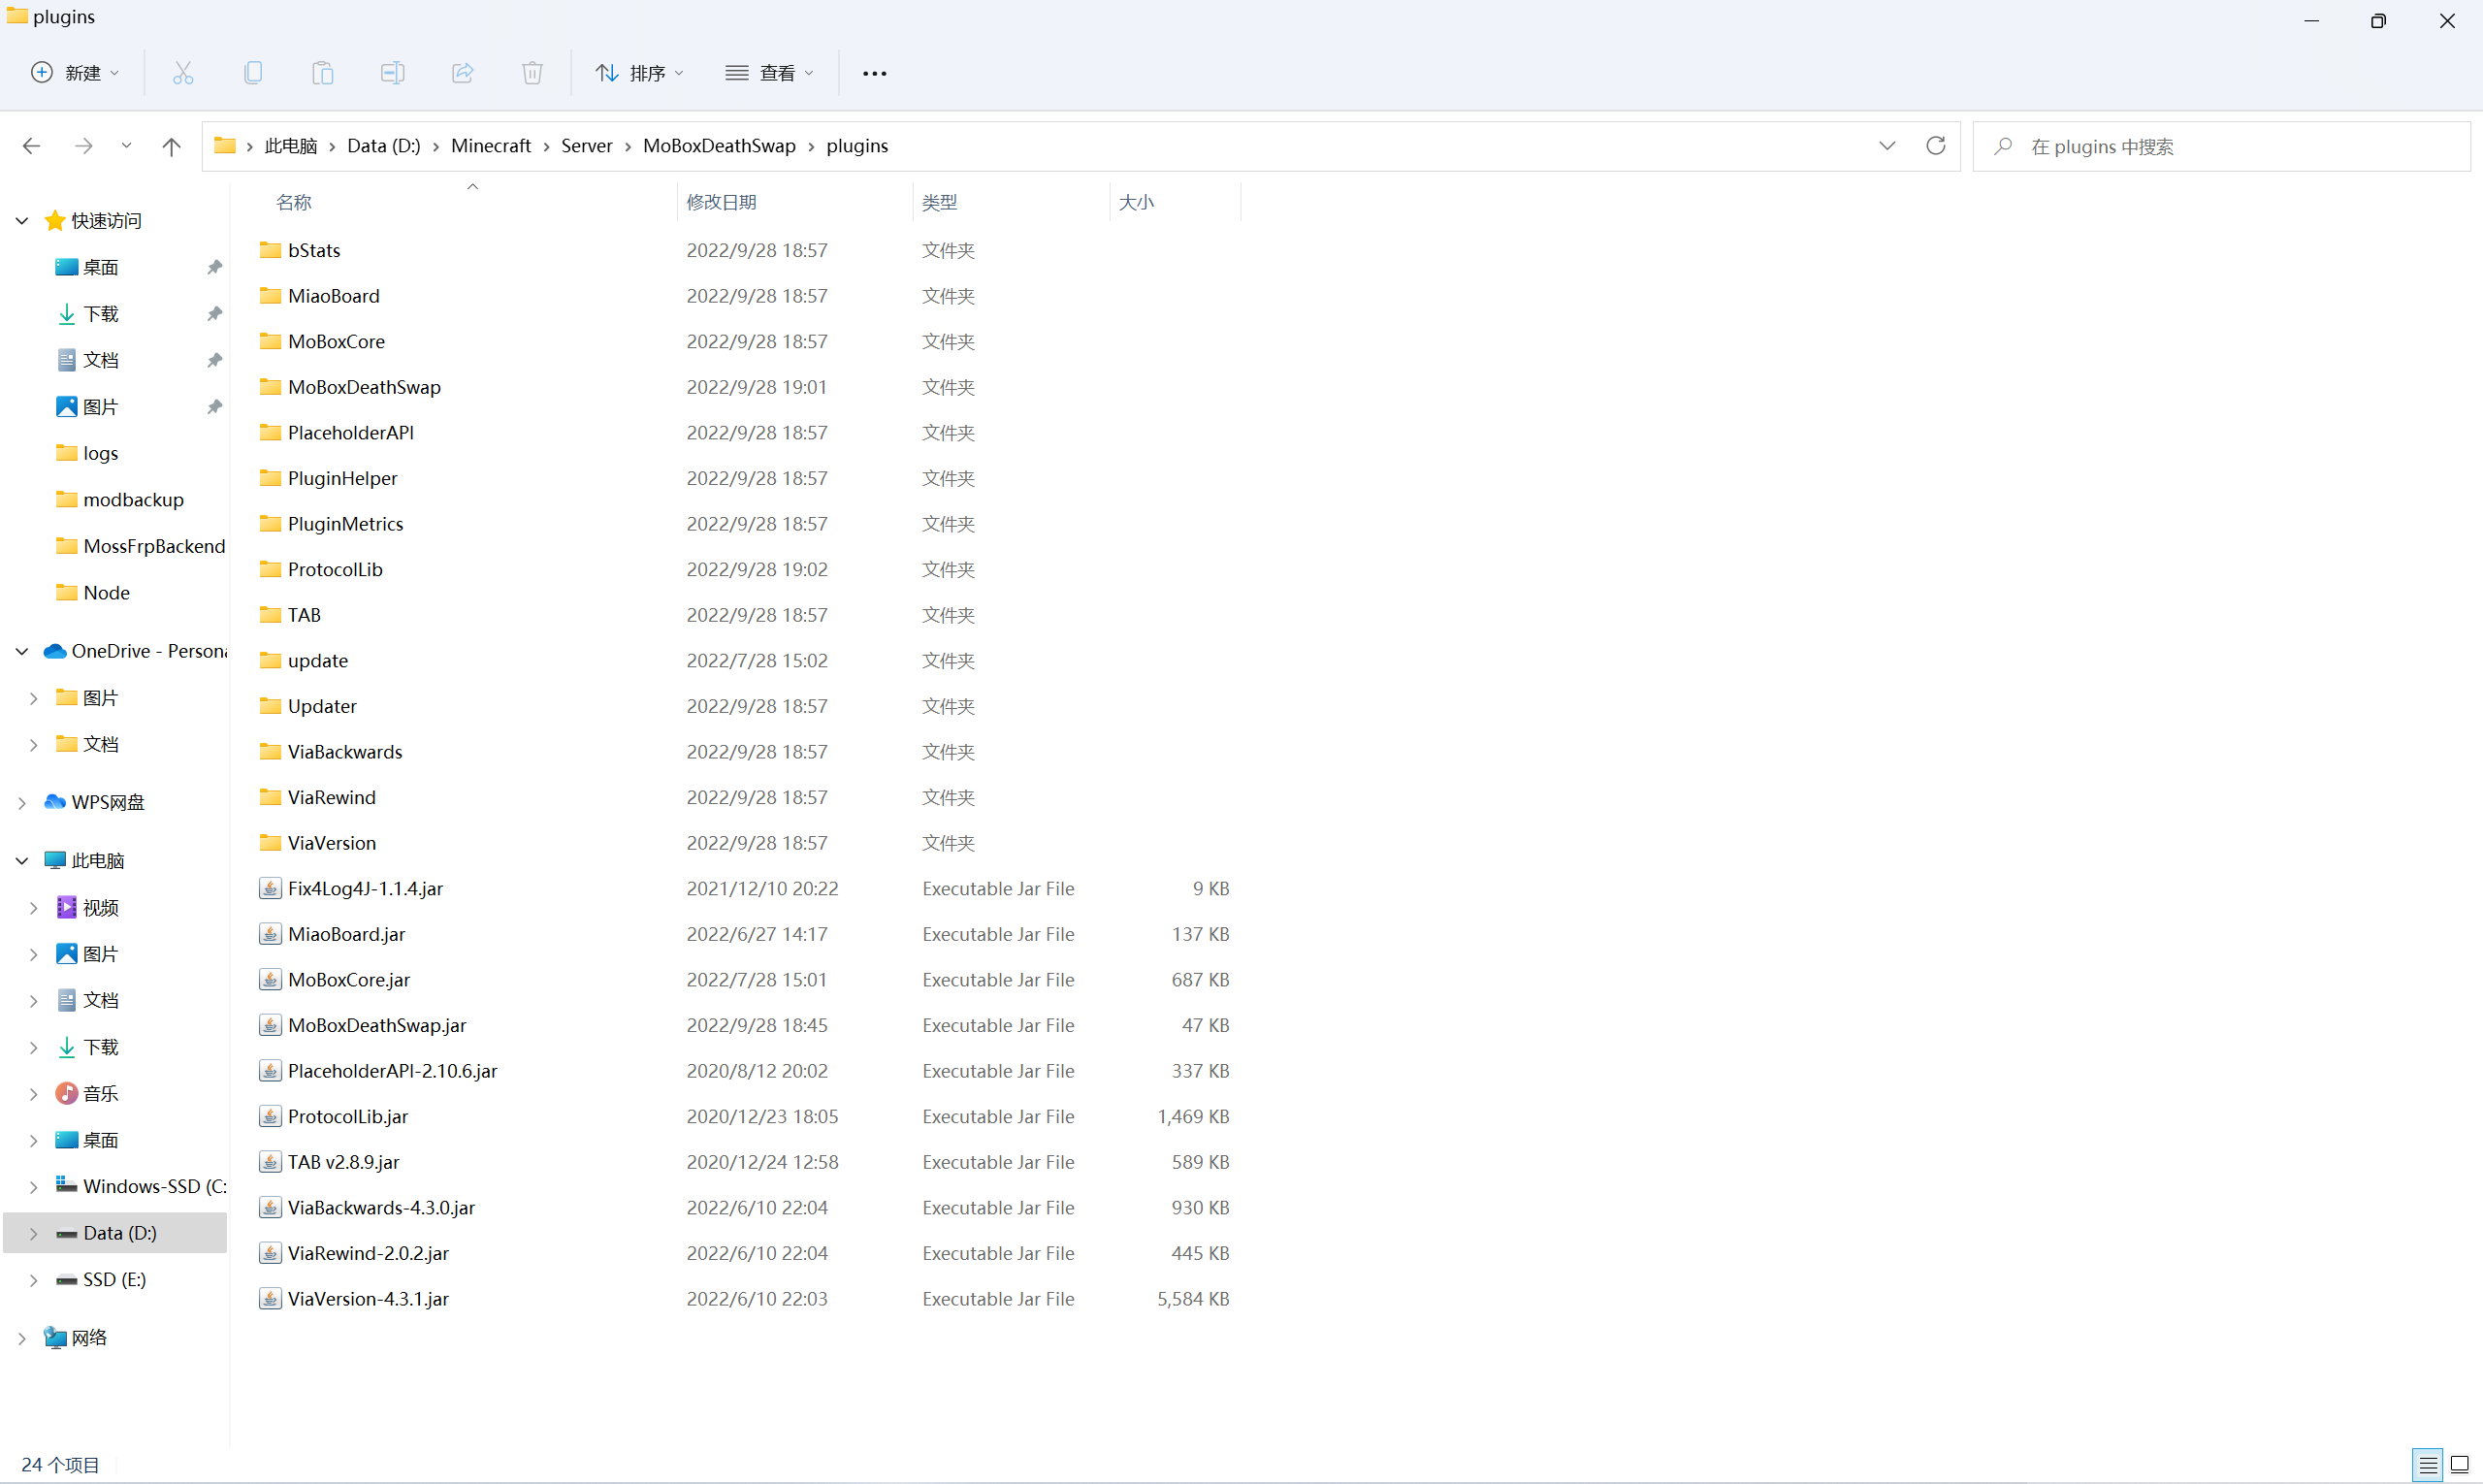 plugins
新建
排序
查看
此电脑 Data (D:) Minecraft Server MoBoxDeathSwap plugins
在 plugins 中搜索
快速访问
桌面
下载
文档
图片
logs
modbackup
MossFrpBackend
Node
OneDrive - Persona
图片
文档
WPS网盘
此电脑
视频
图片
文档
下载
音乐
桌面
Windows-SSD (C:
Data (D:)
SSD (E:)
网络
名称 修改日期 类型 大小
bStats 2022/9/28 18:57 文件夹
MiaoBoard 2022/9/28 18:57 文件夹
MoBoxCore 2022/9/28 18:57 文件夹
MoBoxDeathSwap 2022/9/28 19:01 文件夹
PlaceholderAPI 2022/9/28 18:57 文件夹
PluginHelper 2022/9/28 18:57 文件夹
PluginMetrics 2022/9/28 18:57 文件夹
ProtocolLib 2022/9/28 19:02 文件夹
TAB 2022/9/28 18:57 文件夹
update 2022/7/28 15:02 文件夹
Updater 2022/9/28 18:57 文件夹
ViaBackwards 2022/9/28 18:57 文件夹
ViaRewind 2022/9/28 18:57 文件夹
ViaVersion 2022/9/28 18:57 文件夹
Fix4Log4J-1.1.4.jar 2021/12/10 20:22 Executable Jar File 9 KB
MiaoBoard.jar 2022/6/27 14:17 Executable Jar File 137 KB
MoBoxCore.jar 2022/7/28 15:01 Executable Jar File 687 KB
MoBoxDeathSwap.jar 2022/9/28 18:45 Executable Jar File 47 KB
PlaceholderAPI-2.10.6.jar 2020/8/12 20:02 Executable Jar File 337 KB
ProtocolLib.jar 2020/12/23 18:05 Executable Jar File 1,469 KB
TAB v2.8.9.jar 2020/12/24 12:58 Executable Jar File 589 KB
ViaBackwards-4.3.0.jar 2022/6/10 22:04 Executable Jar File 930 KB
ViaRewind-2.0.2.jar 2022/6/10 22:04 Executable Jar File 445 KB
ViaVersion-4.3.1.jar 2022/6/10 22:03 Executable Jar File 5,584 KB
24 个项目